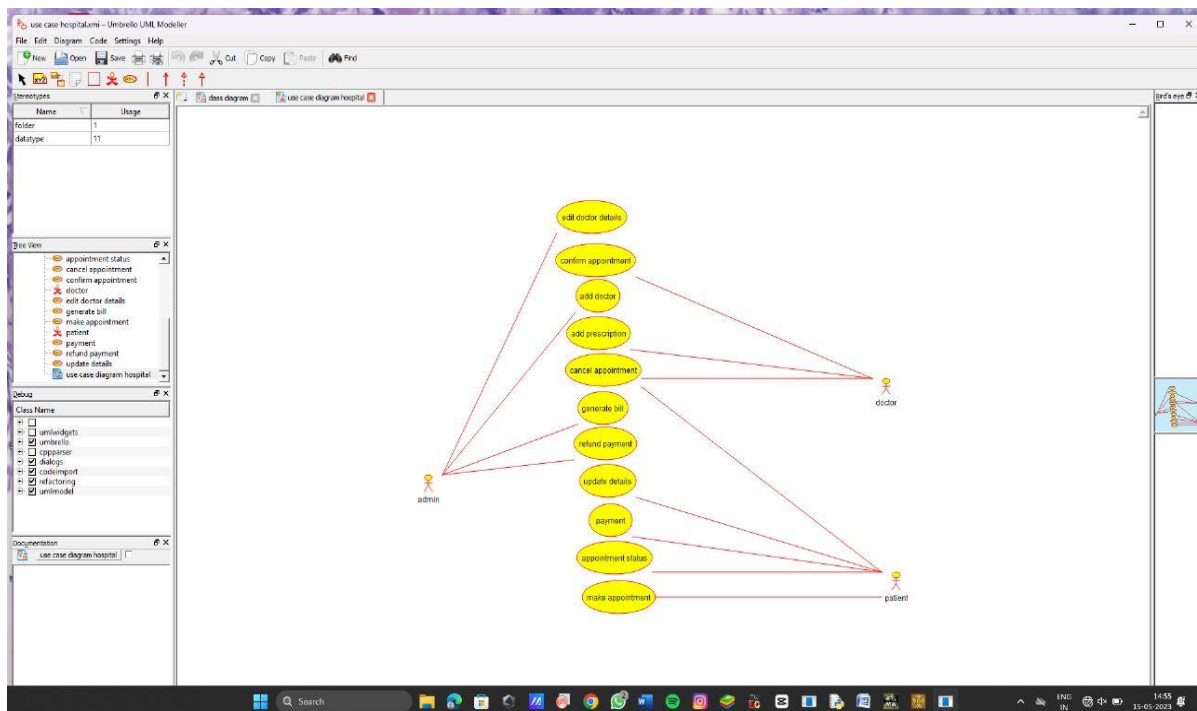 use case hospital.xmi – Umbrello UML Modeller
File Edit Diagram Code Settings Help
New Open Save Cut Copy Paste Find
Stereotypes
Name Usage
folder 1
datatype 11
Tree View
appointment status
cancel appointment
confirm appointment
doctor
edit doctor details
generate bill
make appointment
patient
payment
refund payment
update details
use case diagram hospital
Debug
Class Name
umlwidgets
umbrello
cppparser
dialogs
codeimport
refactoring
umlmodel
Documentation
use case diagram hospital
class diagram use case diagram hospital
edit doctor details
confirm appointment
add doctor
add prescription
cancel appointment
doctor
generate bill
refund payment
admin
update details
payment
appointment status
patient
make appointment
Bird's eye
Search
ENG
IN
14:55
15-05-2023